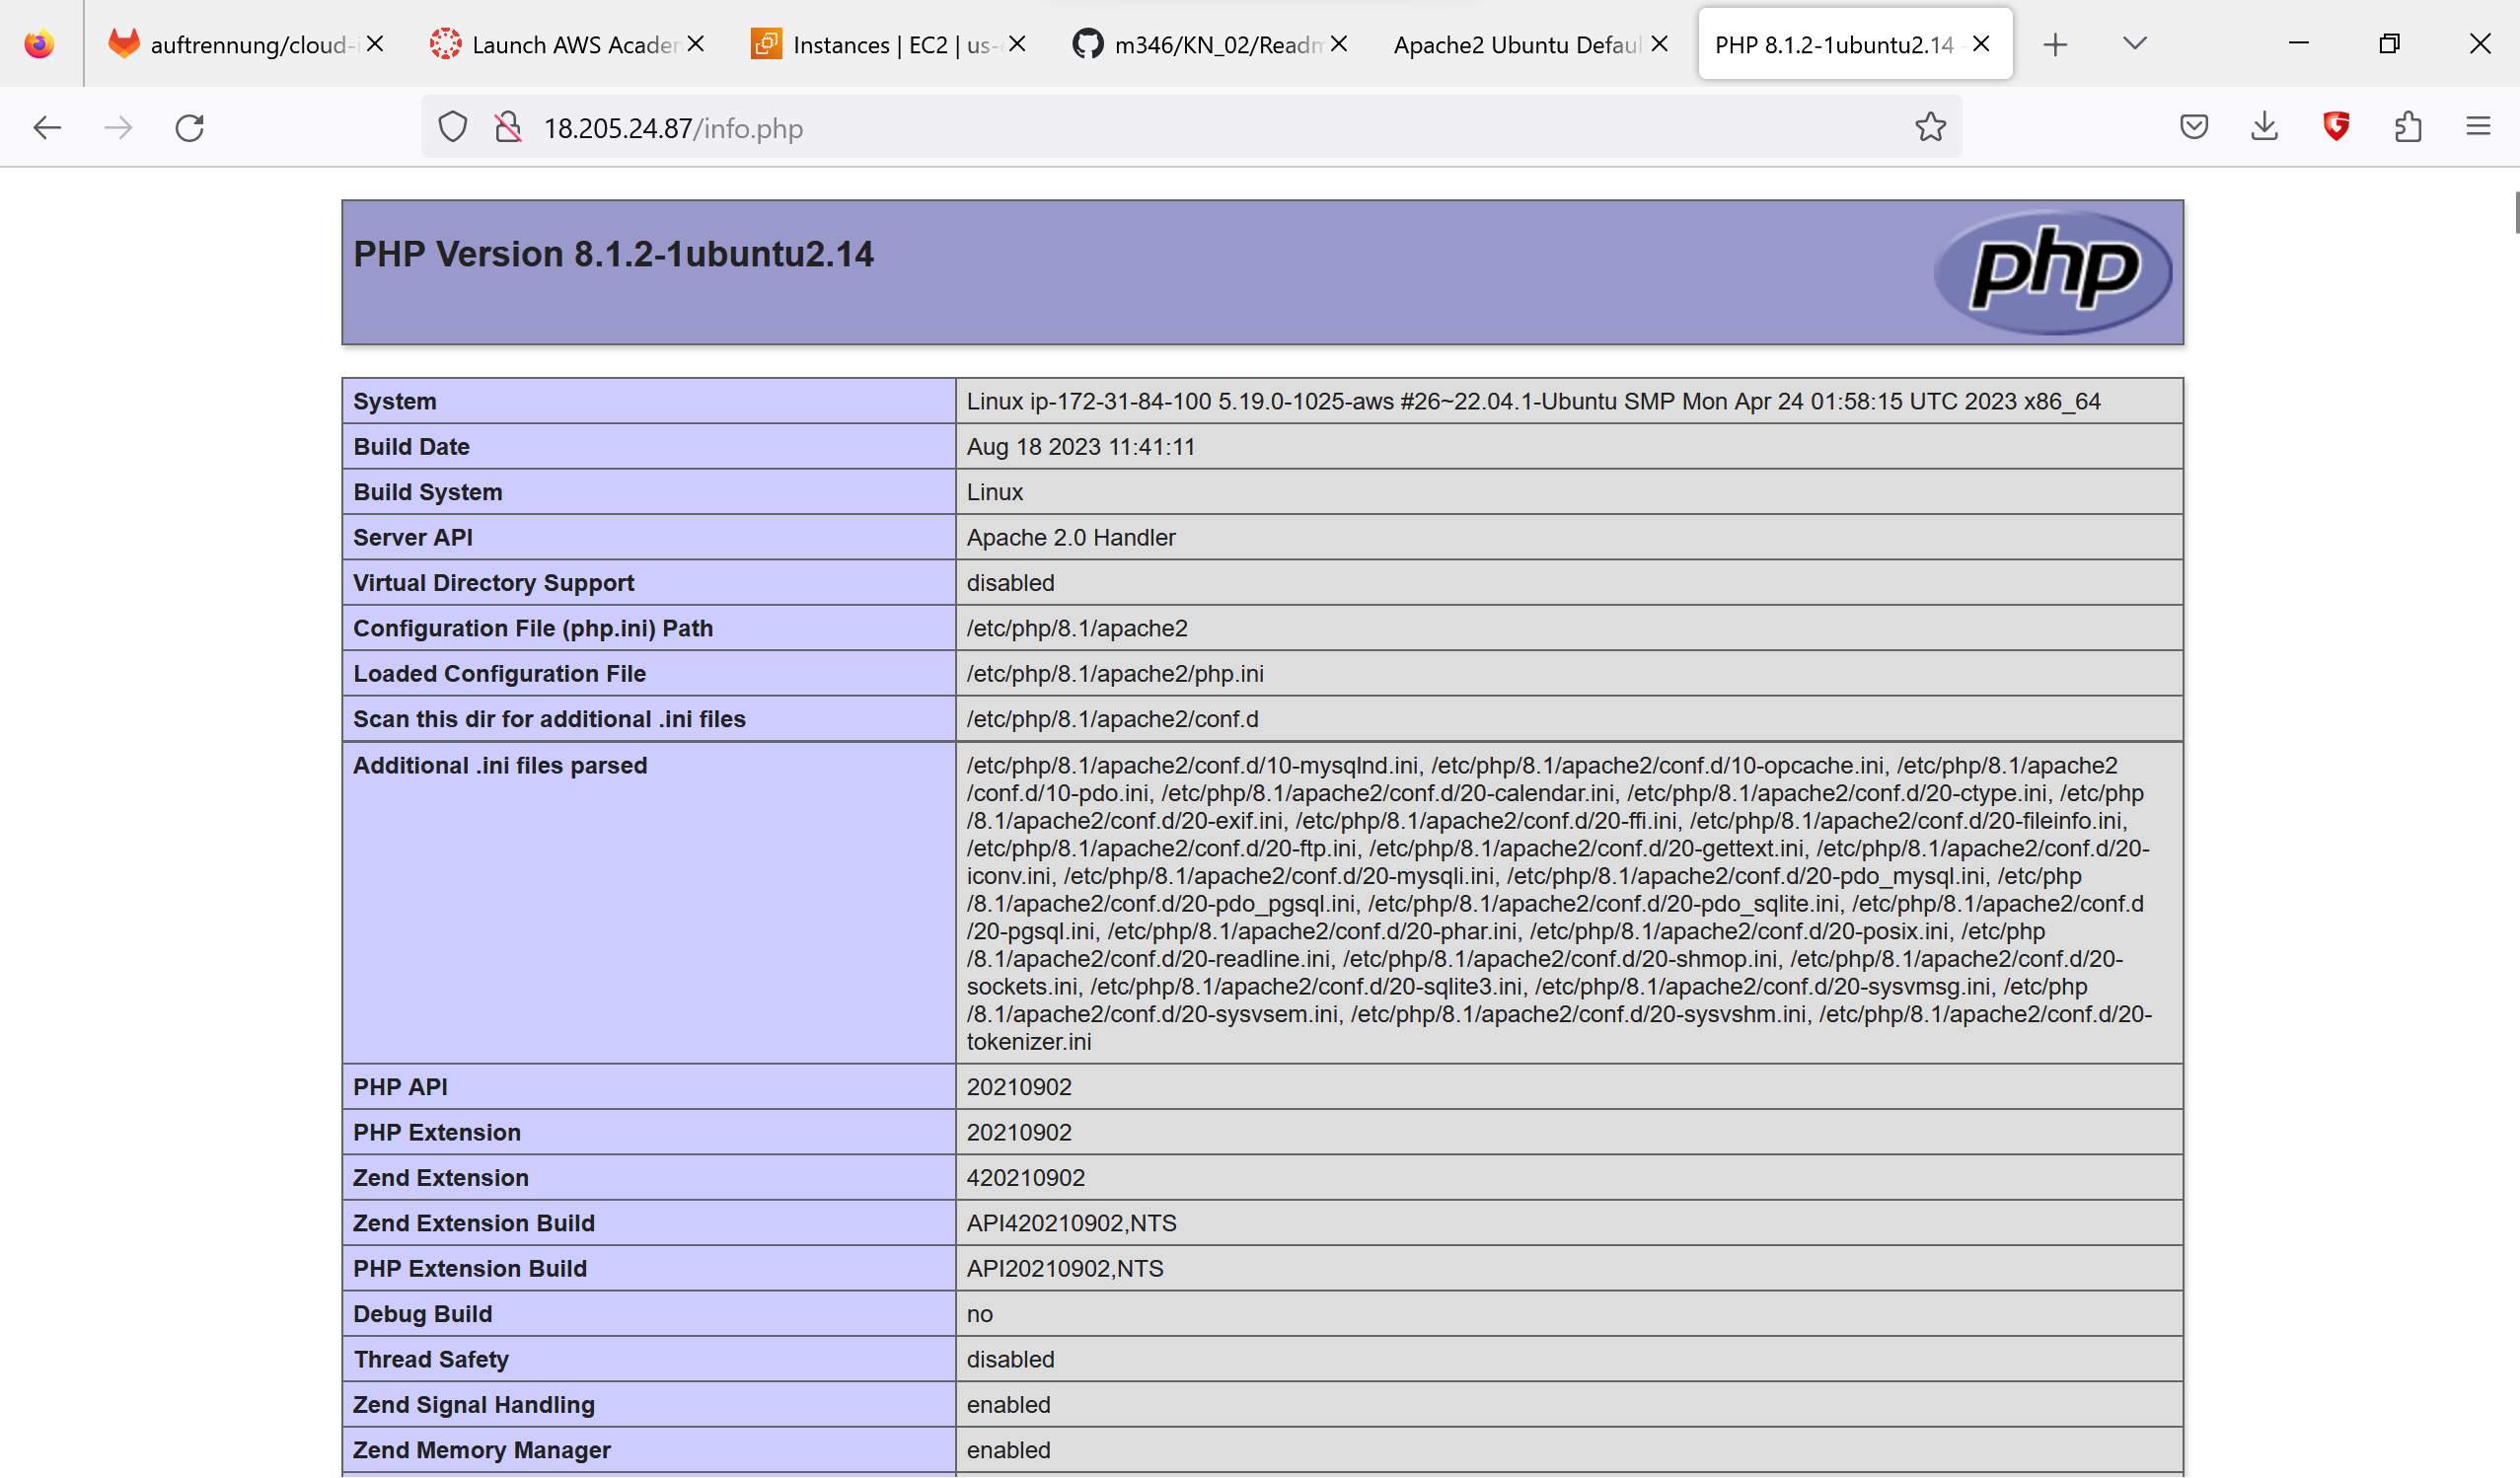 auftrennung/cloud-i
Launch AWS Academ
Instances | EC2 | us-e
m346/KN_02/Readm
Apache2 Ubuntu Defaul
PHP 8.1.2-1ubuntu2.14 -
18.205.24.87/info.php
PHP Version 8.1.2-1ubuntu2.14
php
System
Linux ip-172-31-84-100 5.19.0-1025-aws #26~22.04.1-Ubuntu SMP Mon Apr 24 01:58:15 UTC 2023 x86_64
Build Date
Aug 18 2023 11:41:11
Build System
Linux
Server API
Apache 2.0 Handler
Virtual Directory Support
disabled
Configuration File (php.ini) Path
/etc/php/8.1/apache2
Loaded Configuration File
/etc/php/8.1/apache2/php.ini
Scan this dir for additional .ini files
/etc/php/8.1/apache2/conf.d
Additional .ini files parsed
/etc/php/8.1/apache2/conf.d/10-mysqlnd.ini, /etc/php/8.1/apache2/conf.d/10-opcache.ini, /etc/php/8.1/apache2
/conf.d/10-pdo.ini, /etc/php/8.1/apache2/conf.d/20-calendar.ini, /etc/php/8.1/apache2/conf.d/20-ctype.ini, /etc/php
/8.1/apache2/conf.d/20-exif.ini, /etc/php/8.1/apache2/conf.d/20-ffi.ini, /etc/php/8.1/apache2/conf.d/20-fileinfo.ini,
/etc/php/8.1/apache2/conf.d/20-ftp.ini, /etc/php/8.1/apache2/conf.d/20-gettext.ini, /etc/php/8.1/apache2/conf.d/20-
iconv.ini, /etc/php/8.1/apache2/conf.d/20-mysqli.ini, /etc/php/8.1/apache2/conf.d/20-pdo_mysql.ini, /etc/php
/8.1/apache2/conf.d/20-pdo_pgsql.ini, /etc/php/8.1/apache2/conf.d/20-pdo_sqlite.ini, /etc/php/8.1/apache2/conf.d
/20-pgsql.ini, /etc/php/8.1/apache2/conf.d/20-phar.ini, /etc/php/8.1/apache2/conf.d/20-posix.ini, /etc/php
/8.1/apache2/conf.d/20-readline.ini, /etc/php/8.1/apache2/conf.d/20-shmop.ini, /etc/php/8.1/apache2/conf.d/20-
sockets.ini, /etc/php/8.1/apache2/conf.d/20-sqlite3.ini, /etc/php/8.1/apache2/conf.d/20-sysvmsg.ini, /etc/php
/8.1/apache2/conf.d/20-sysvsem.ini, /etc/php/8.1/apache2/conf.d/20-sysvshm.ini, /etc/php/8.1/apache2/conf.d/20-
tokenizer.ini
PHP API
20210902
PHP Extension
20210902
Zend Extension
420210902
Zend Extension Build
API420210902,NTS
PHP Extension Build
API20210902,NTS
Debug Build
no
Thread Safety
disabled
Zend Signal Handling
enabled
Zend Memory Manager
enabled